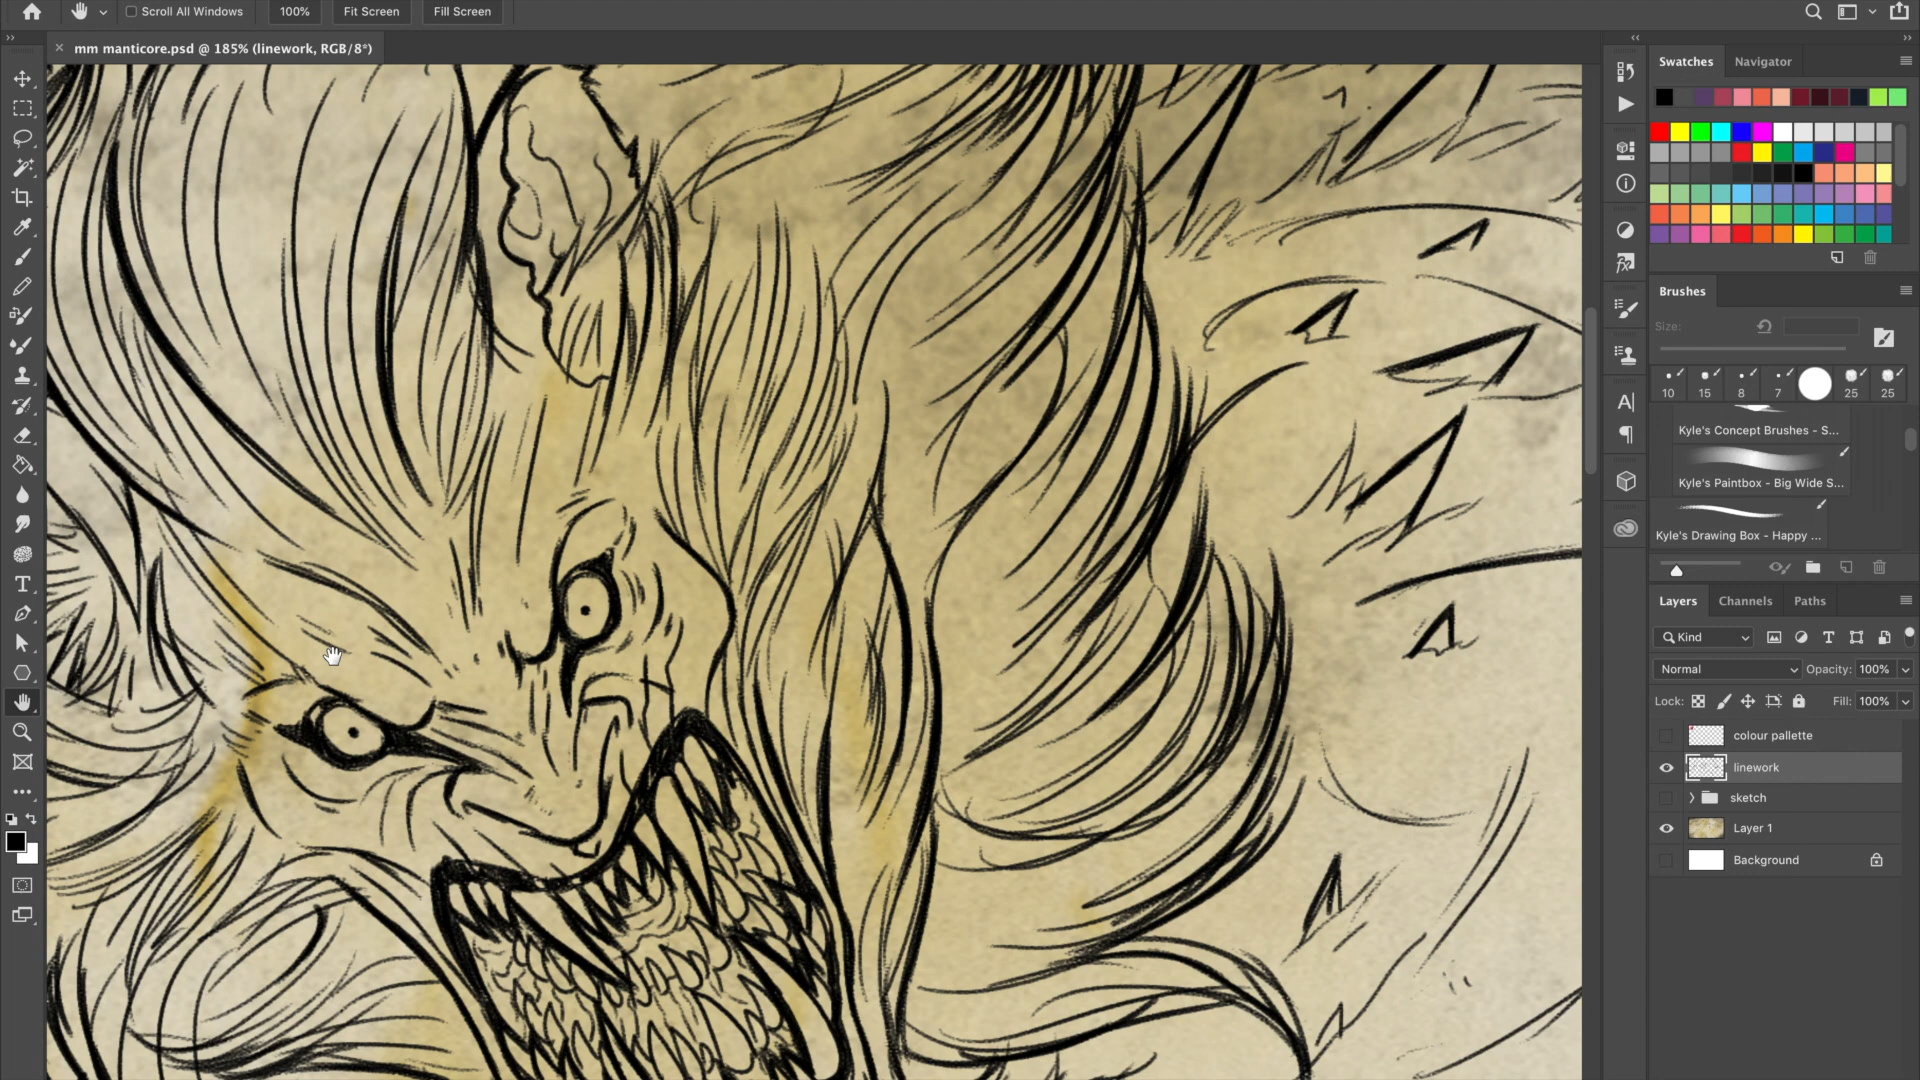 Scroll All Windows
100%
Fit Screen
Fill Screen
mm manticore.psd @ 185% (linework, RGB/8*)
Swatches
Navigator
Brushes
Size:
10
15
8
7
25
25
Kyle's Concept Brushes - S...
Kyle's Paintbox - Big Wide S...
Kyle's Drawing Box - Happy ...
Layers
Channels
Paths
Kind
Normal
Opacity:
100%
Lock:
Fill:
100%
colour pallette
linework
sketch
Layer 1
Background